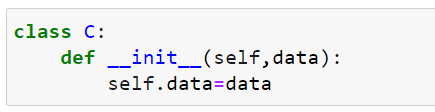 class C:
    def __init__(self,data):
        self.data=data